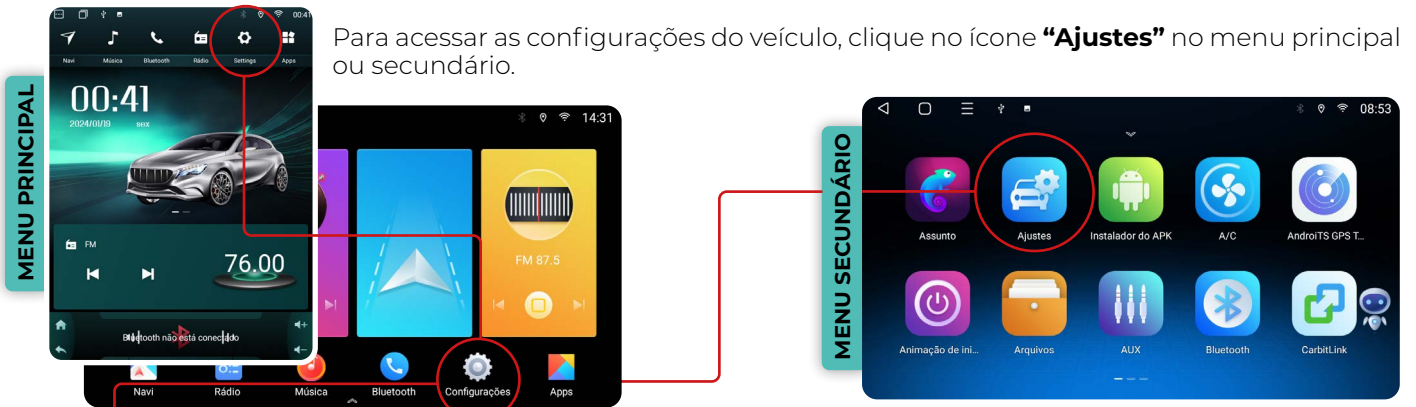 Para acessar as configurações do veículo, clique no ícone “Ajustes” no menu principal
ou secundário.
MENU PRINCIPAL
00:41
Navi
Música
Bluetooth
Rádio
Settings
Apps
00:41
2024/01/19 sex
FM
76.00
Bluetooth não está conectado
14:31
FM 87.5
Navi
Rádio
Música
Bluetooth
Configurações
Apps
MENU SECUNDÁRIO
08:53
Assunto
Ajustes
Instalador do APK
A/C
AndroiTS GPS T...
Animação de ini...
Arquivos
AUX
Bluetooth
CarbitLink